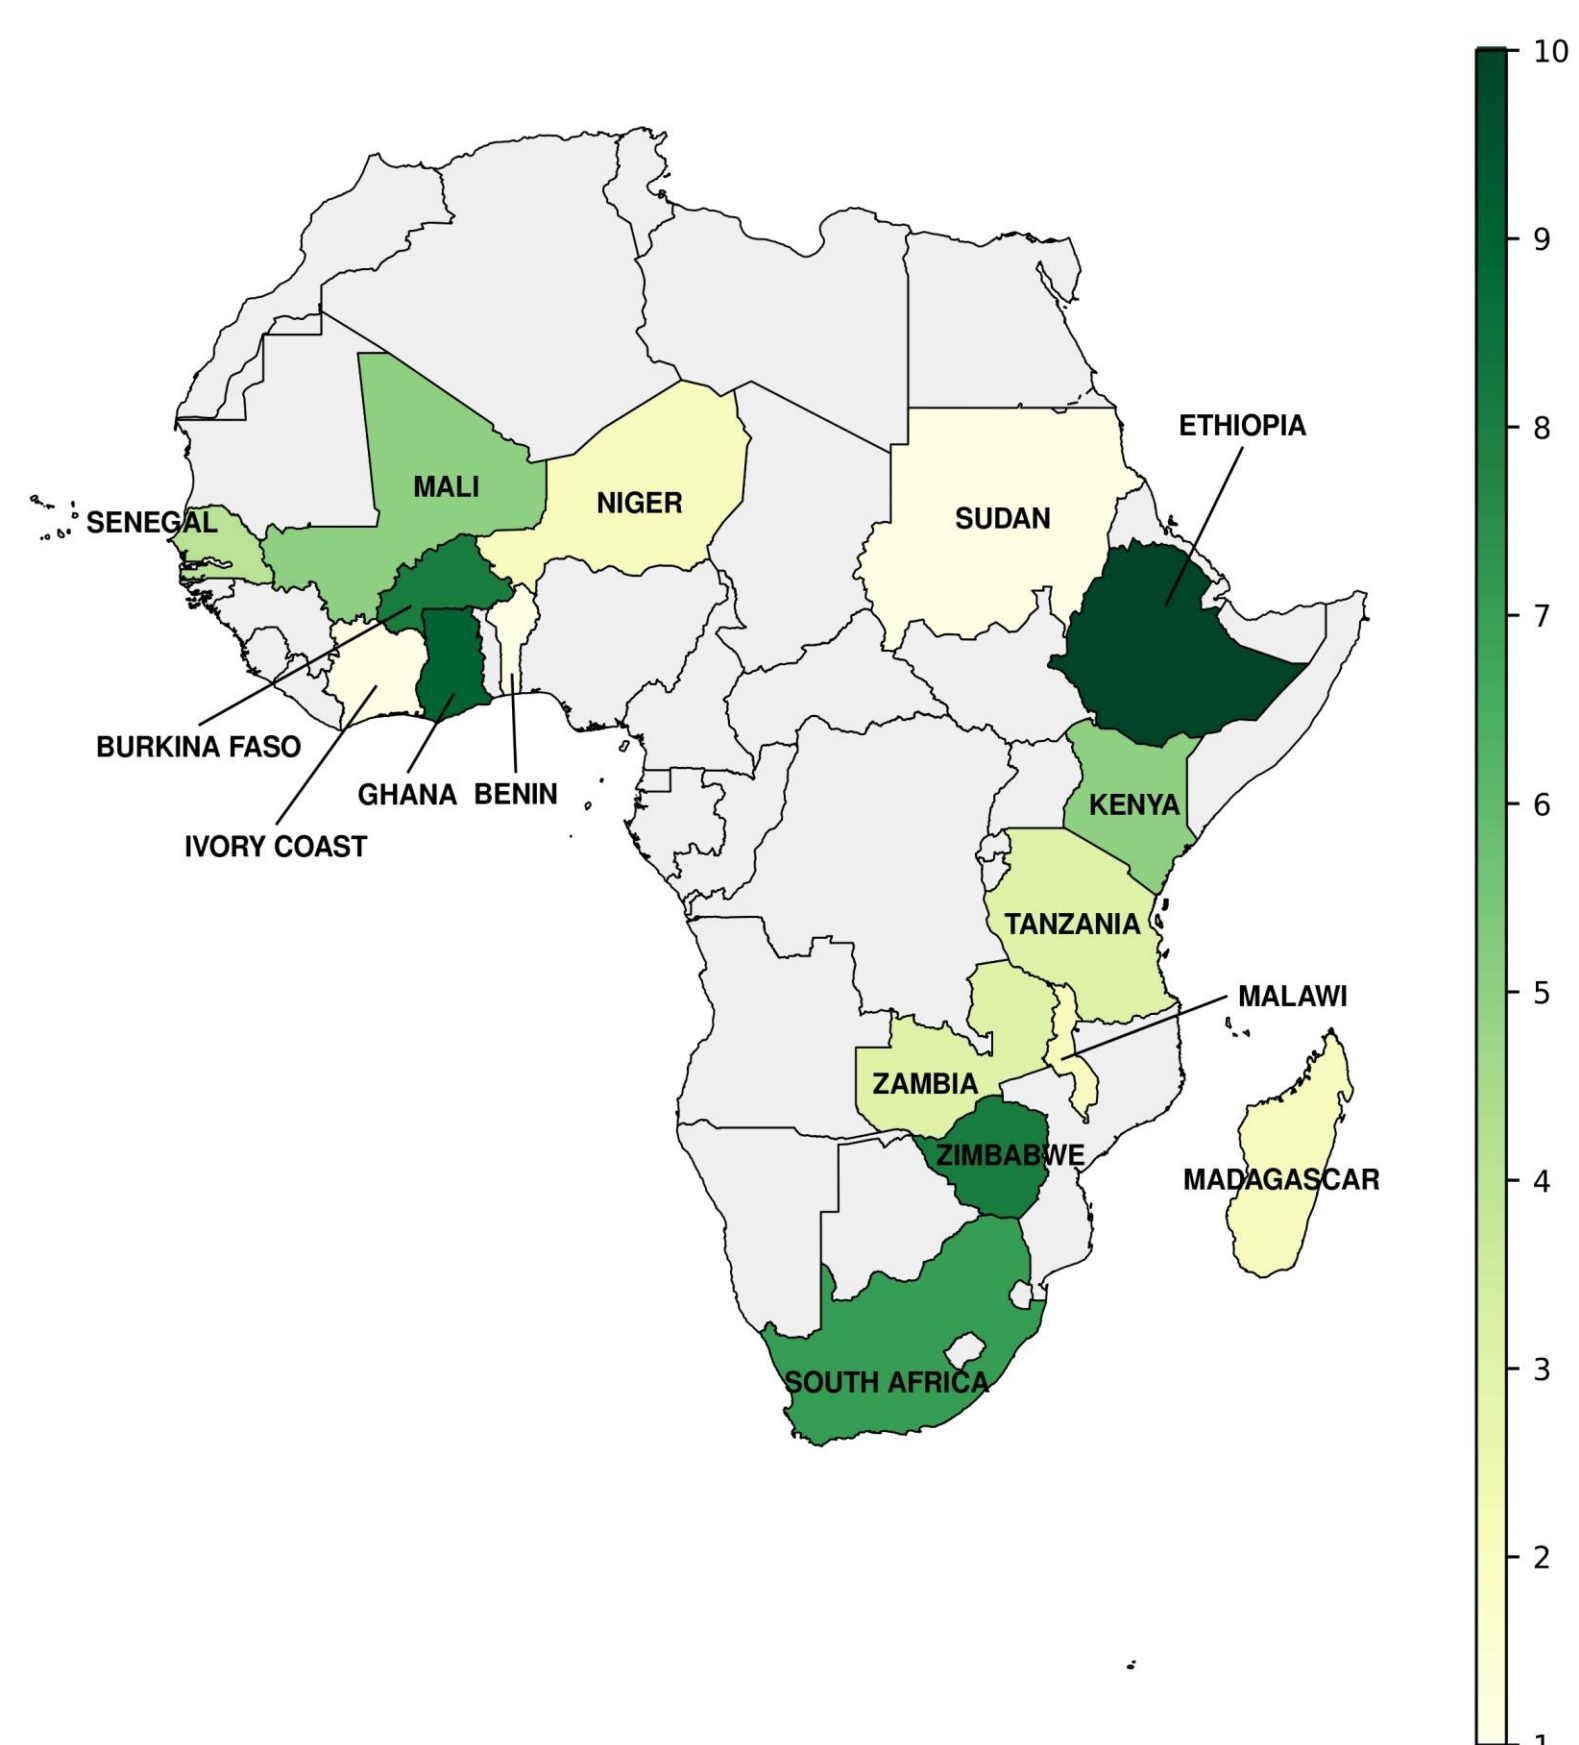 10
9
8
ETHIOPIA
MALI
NIGER
SENEGAL
SUDAN
7
BURKINA FASO
GHANA
BENIN
KENYA
6
IVORY COAST
TANZANIA
MALAWI
5
ZAMBIA
ZIMBABWE
MADAGASCAR
4
SOUTH AFRICA
3
2
1